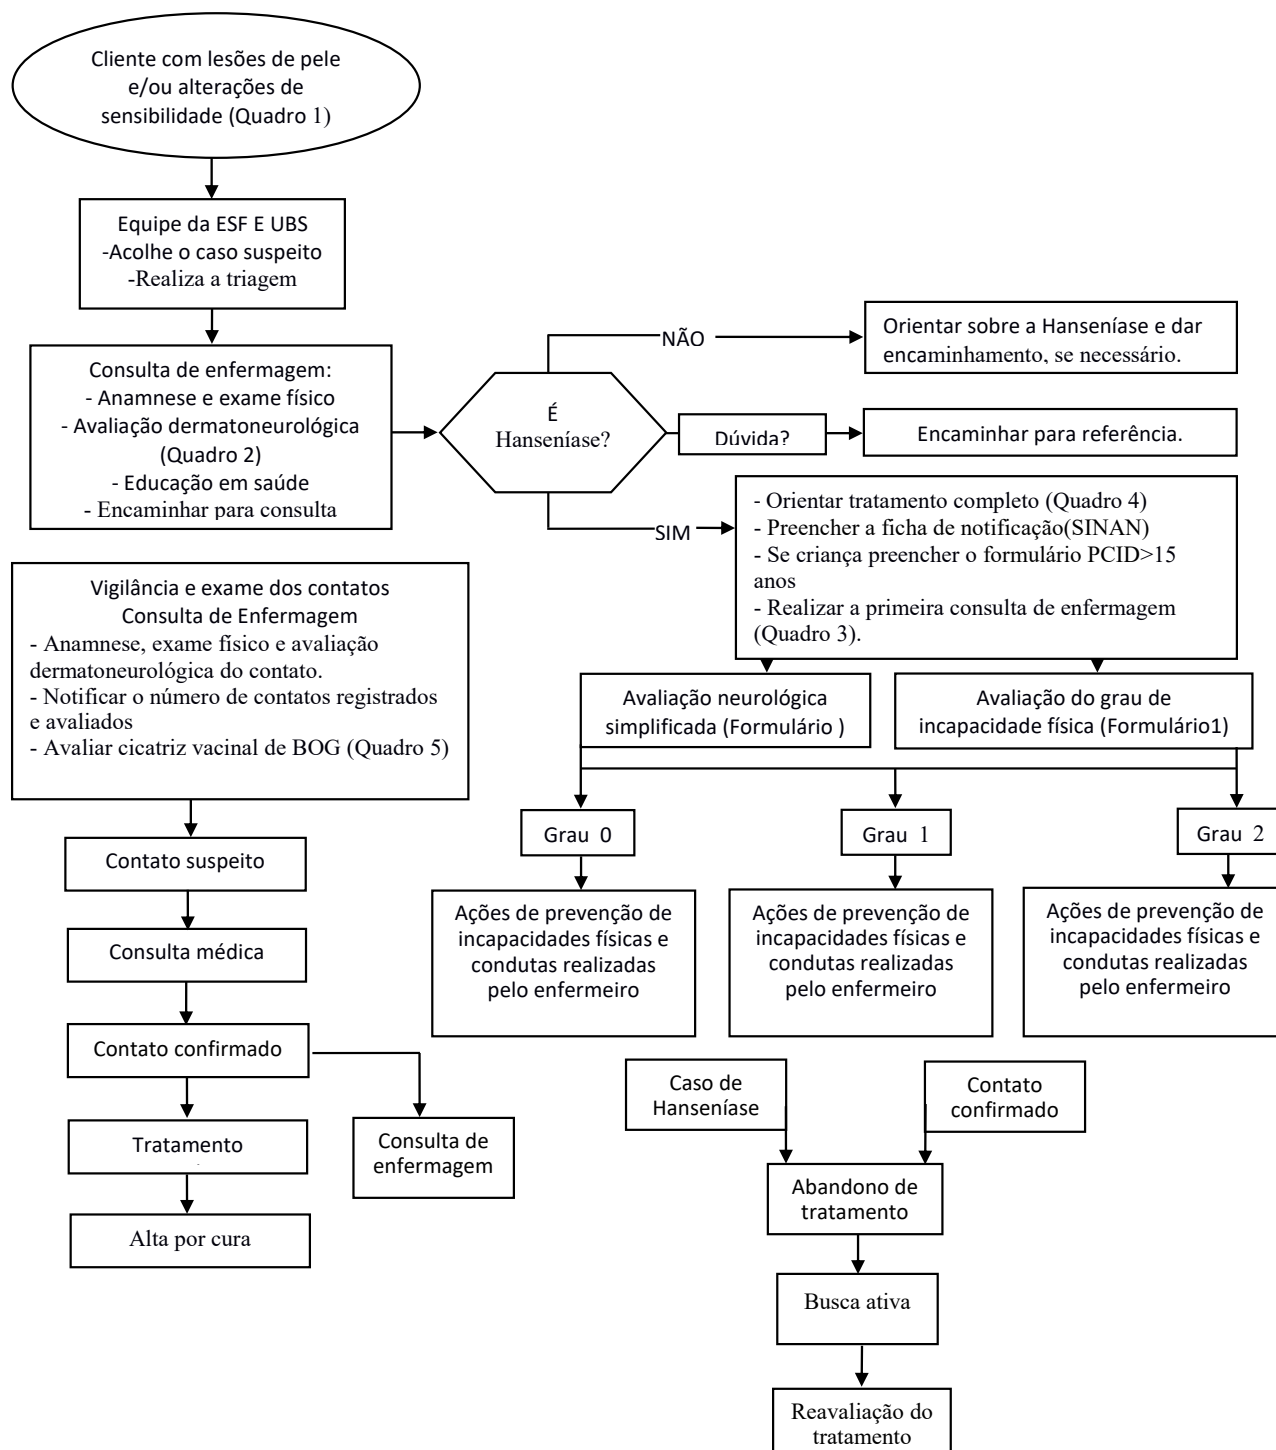 Cliente com lesões de pele
e/ou alterações de
sensibilidade (Quadro 1)
Equipe da ESF E UBS
-Acolhe o caso suspeito
-Realiza a triagem
Consulta de enfermagem:
- Anamnese e exame físico
- Avaliação dermatoneurológica
(Quadro 2)
- Educação em saúde
- Encaminhar para consulta
É
Hanseníase?
NÃO
Orientar sobre a Hanseníase e dar
encaminhamento, se necessário.
Dúvida?
Encaminhar para referência.
SIM
- Orientar tratamento completo (Quadro 4)
- Preencher a ficha de notificação(SINAN)
- Se criança preencher o formulário PCID>15
anos
- Realizar a primeira consulta de enfermagem
(Quadro 3).
Avaliação neurológica
simplificada (Formulário )
Avaliação do grau de
incapacidade física (Formulário1)
Grau 0
Grau 1
Grau 2
Ações de prevenção de
incapacidades físicas e
condutas realizadas
pelo enfermeiro
Ações de prevenção de
incapacidades físicas e
condutas realizadas
pelo enfermeiro
Ações de prevenção de
incapacidades físicas e
condutas realizadas
pelo enfermeiro
Vigilância e exame dos contatos
Consulta de Enfermagem
- Anamnese, exame físico e avaliação
dermatoneurológica do contato.
- Notificar o número de contatos registrados
e avaliados
- Avaliar cicatriz vacinal de BOG (Quadro 5)
Contato suspeito
Consulta médica
Contato confirmado
Tratamento
Alta por cura
Consulta de
enfermagem
Caso de
Hanseníase
Contato
confirmado
Abandono de
tratamento
Busca ativa
Reavaliação do
tratamento